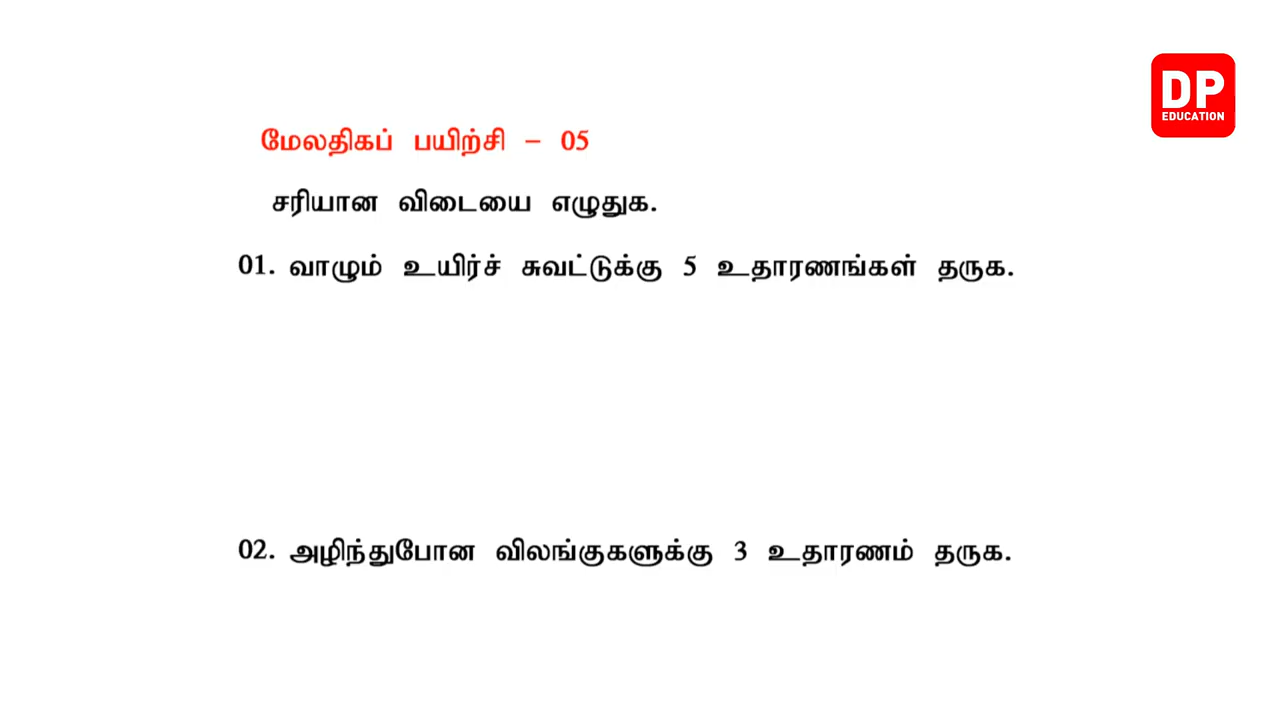 DP
EDUCATION
மேலதிகப் பயிற்சி – 05
சரியான விடையை எழுதுக.
01. வாழும் உயிர்ச் சுவட்டுக்கு 5 உதாரணங்கள் தருக.
02. அழிந்துபோன விலங்குகளுக்கு 3 உதாரணம் தருக.